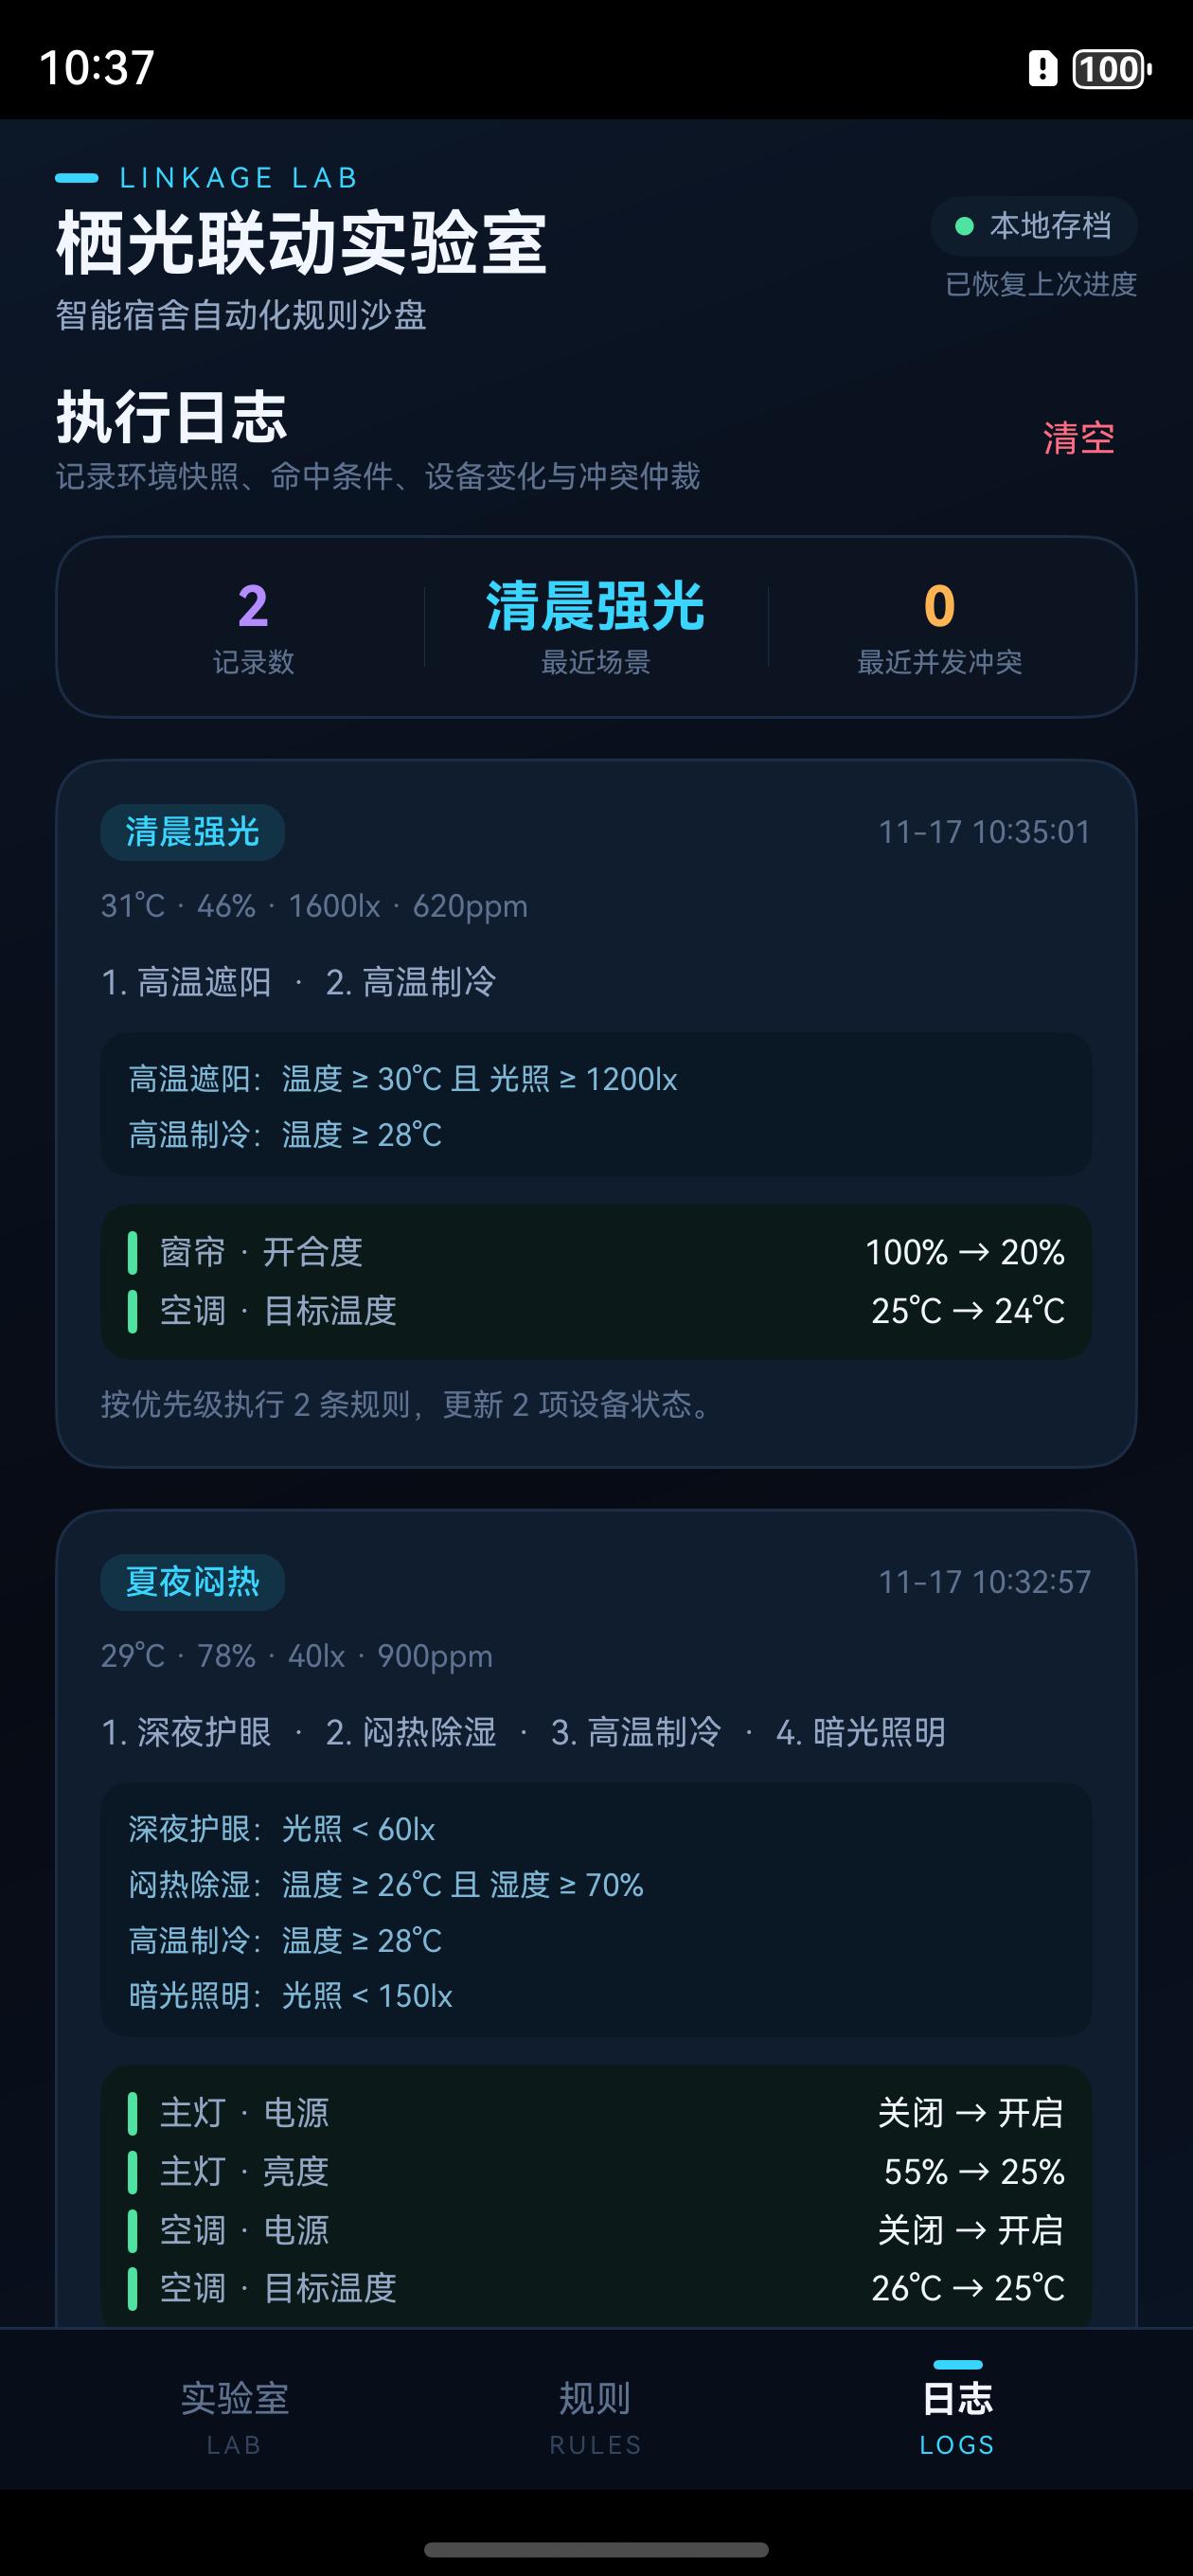 10:37
100
LINKAGE LAB
栖光联动实验室
本地存档
已恢复上次进度
智能宿舍自动化规则沙盘
执行日志
清空
记录环境快照、命中条件、设备变化与冲突仲裁
2 清晨强光 0
记录数 最近场景 最近并发冲突
清晨强光 11-17 10:35:01
31°C · 46% · 1600lx · 620ppm
1. 高温遮阳 · 2. 高温制冷
高温遮阳：温度 ≥ 30°C 且 光照 ≥ 1200lx
高温制冷：温度 ≥ 28°C
窗帘 · 开合度 100% → 20%
空调 · 目标温度 25°C → 24°C
按优先级执行 2 条规则，更新 2 项设备状态。
夏夜闷热 11-17 10:32:57
29°C · 78% · 40lx · 900ppm
1. 深夜护眼 · 2. 闷热除湿 · 3. 高温制冷 · 4. 暗光照明
深夜护眼：光照 < 60lx
闷热除湿：温度 ≥ 26°C 且 湿度 ≥ 70%
高温制冷：温度 ≥ 28°C
暗光照明：光照 < 150lx
主灯 · 电源 关闭 → 开启
主灯 · 亮度 55% → 25%
空调 · 电源 关闭 → 开启
空调 · 目标温度 26°C → 25°C
实验室 规则 日志
LAB RULES LOGS